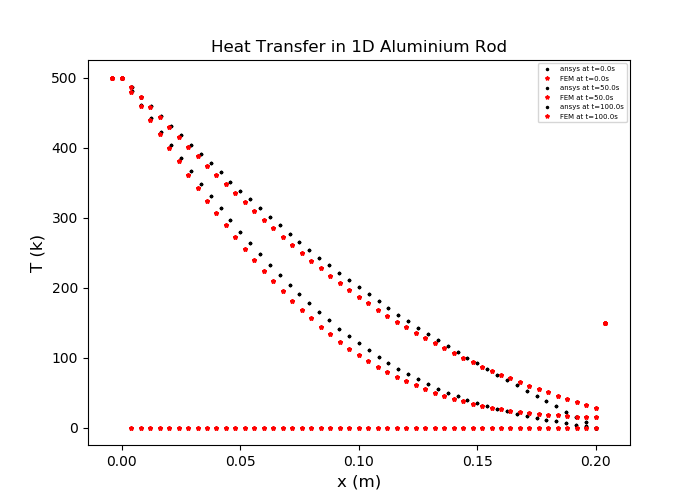 Heat Transfer in 1D Aluminium Rod
ansys at t=0.0s
FEM at t=0.0s
ansys at t=50.0s
FEM at t=50.0s
ansys at t=100.0s
FEM at t=100.0s
500
400
300
200
100
0
T (k)
0.00 0.05 0.10 0.15 0.20
x (m)